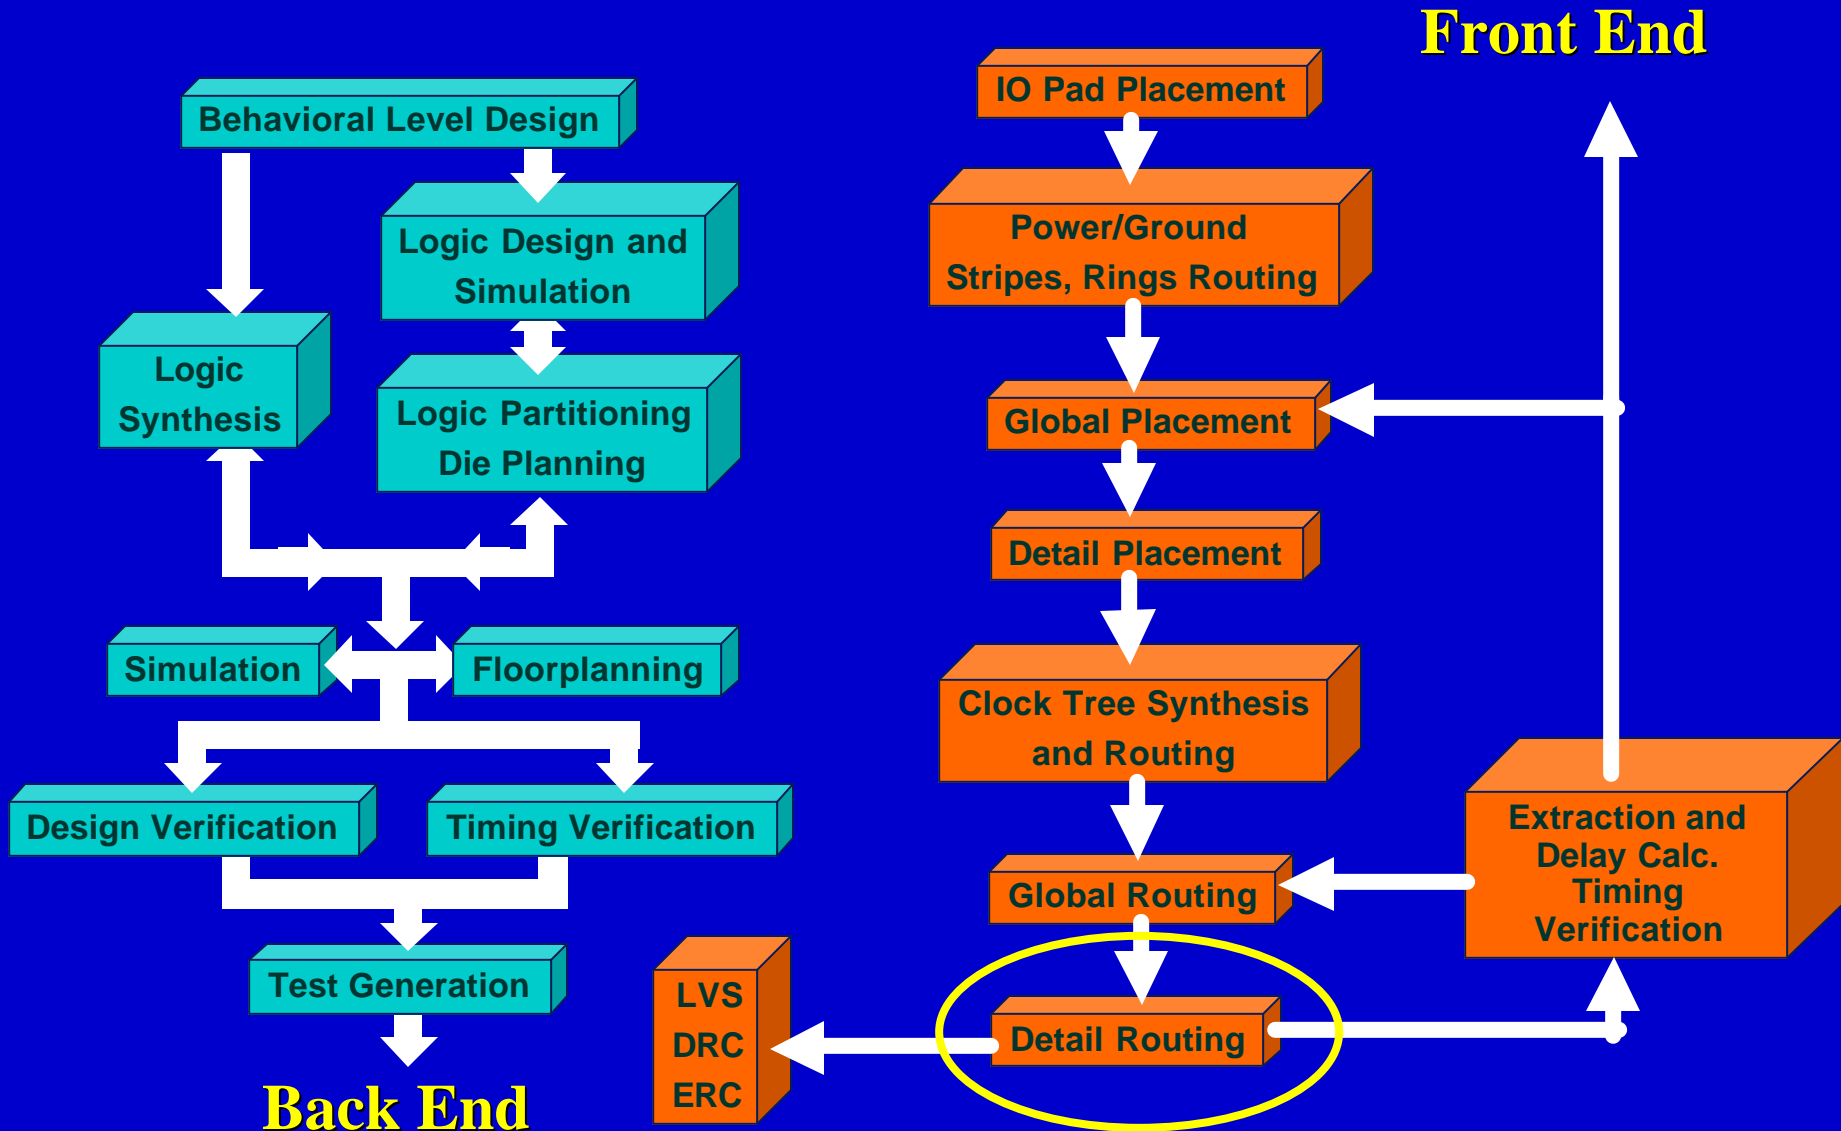 Front End
Behavioral Level Design
Logic Design and
Simulation
Logic
Synthesis
Logic Partitioning
Die Planning
Simulation
Floorplanning
Design Verification
Timing Verification
Test Generation
Back End
IO Pad Placement
Power/Ground
Stripes, Rings Routing
Global Placement
Detail Placement
Clock Tree Synthesis
and Routing
Global Routing
Detail Routing
Extraction and
Delay Calc.
Timing
Verification
LVS
DRC
ERC